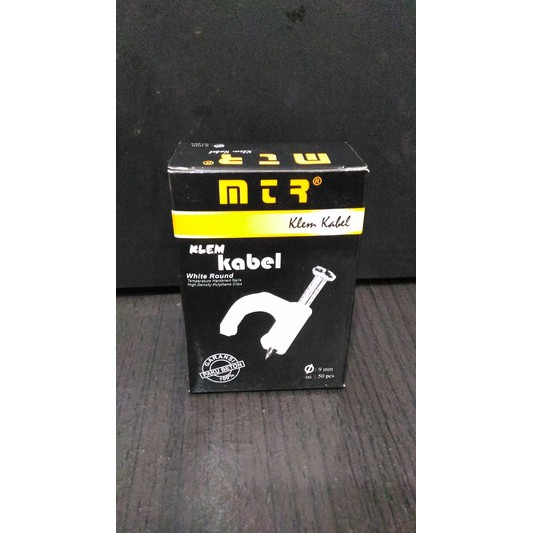 Klem Kabel
MTR®
MTR®
Klem Kabel
KLEM
kabel
White Round
Temperature Hardened Nails
High Density Polythene Clips
GARANSI
PAKU BETON
100%
Ø : 9 mm
isi : 50 pcs